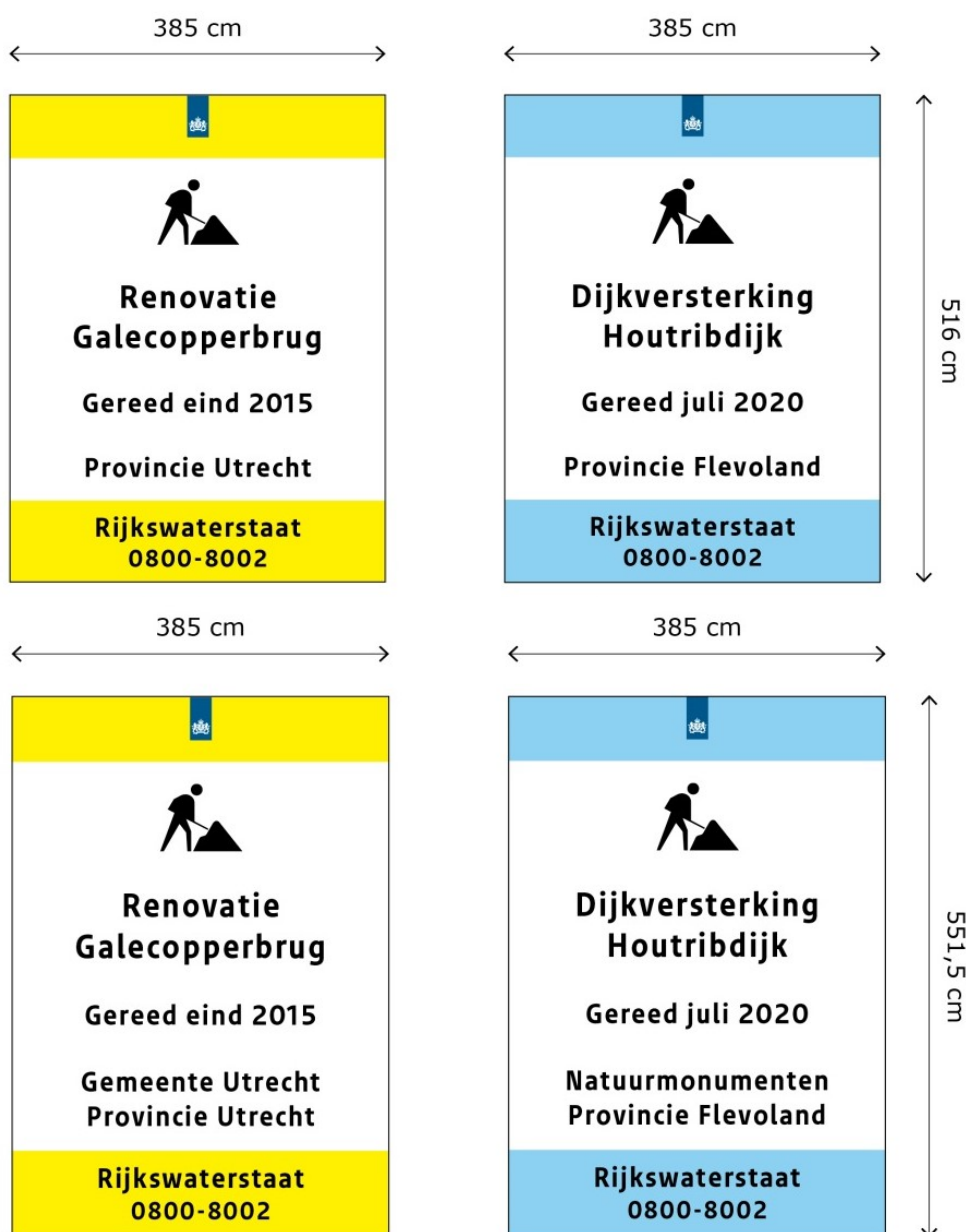 385 cm
385 cm
Renovatie
Galecopperbrug
Gereed eind 2015
Provincie Utrecht
Rijkswaterstaat
0800-8002
Dijkversterking
Houtribdijk
Gereed juli 2020
Provincie Flevoland
Rijkswaterstaat
0800-8002
516 cm
385 cm
385 cm
Renovatie
Galecopperbrug
Gereed eind 2015
Gemeente Utrecht
Provincie Utrecht
Rijkswaterstaat
0800-8002
Dijkversterking
Houtribdijk
Gereed juli 2020
Natuurmonumenten
Provincie Flevoland
Rijkswaterstaat
0800-8002
551,5 cm